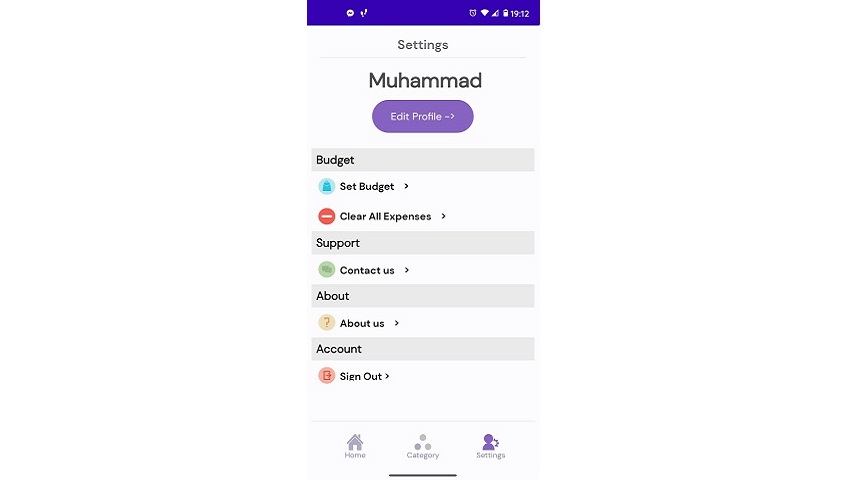 19:12
Settings
Muhammad
Edit Profile ->
Budget
Set Budget >
Clear All Expenses >
Support
Contact us >
About
? About us >
Account
Sign Out >
Home Category Settings